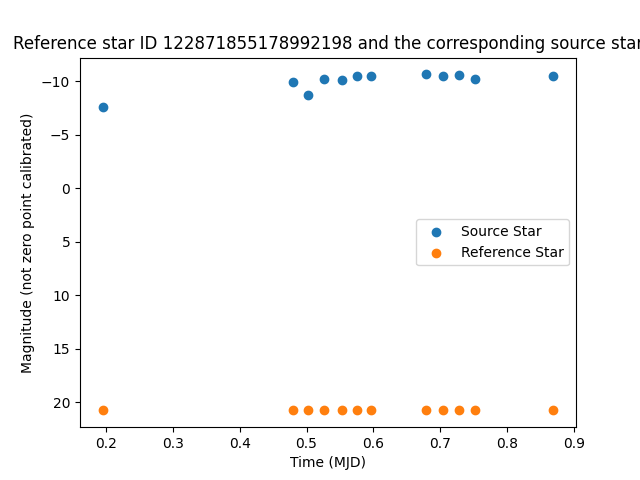 Reference star ID 122871855178992198 and the corresponding source star
−10
−5
0
5
10
15
20
Magnitude (not zero point calibrated)
Source Star
Reference Star
0.2 0.3 0.4 0.5 0.6 0.7 0.8 0.9
Time (MJD)